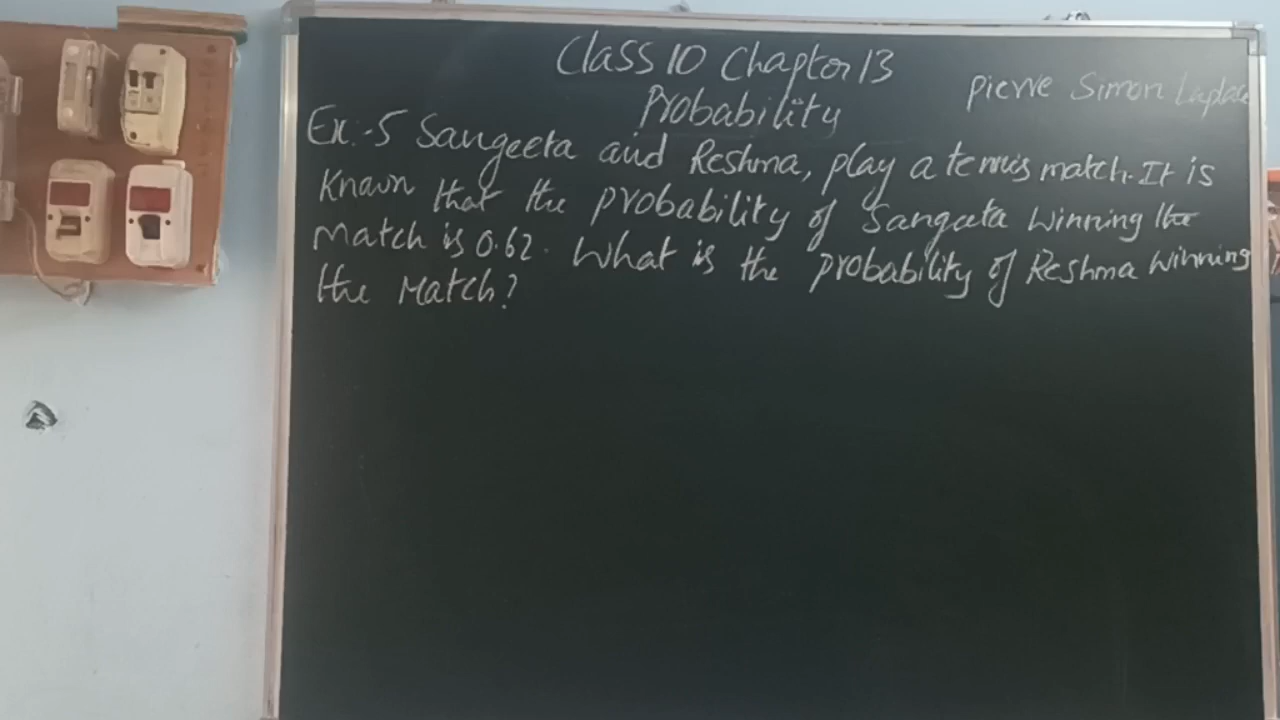 Class 10 Chapter 13
Probability
Pierre Simon Laplace
Ex:-5 Sangeeta and Reshma, play a tennis match. It is
Known that the probability of Sangeeta Winning the
Match is 0.62. What is the probability of Reshma Winning
the Match?